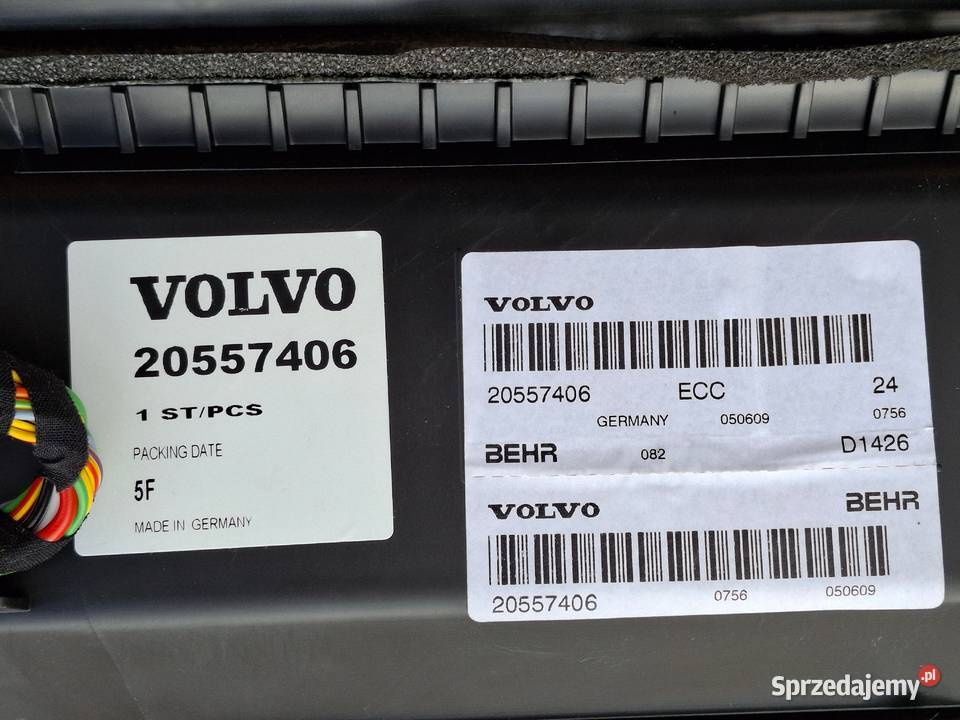 VOLVO
20557406
1 ST/PCS
PACKING DATE
5F
MADE IN GERMANY
VOLVO
20557406 ECC 24
GERMANY 050609 0756
BEHR 082 D1426
VOLVO BEHR
20557406 0756 050609
Sprzedajemy.pl